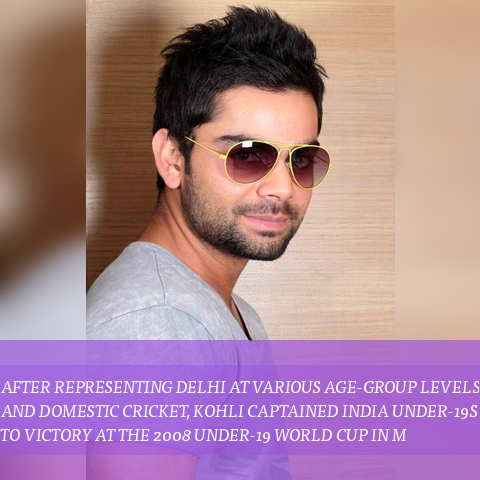 AFTER REPRESENTING DELHI AT VARIOUS AGE-GROUP LEVELS
AND DOMESTIC CRICKET, KOHLI CAPTAINED INDIA UNDER-19S
TO VICTORY AT THE 2008 UNDER-19 WORLD CUP IN M